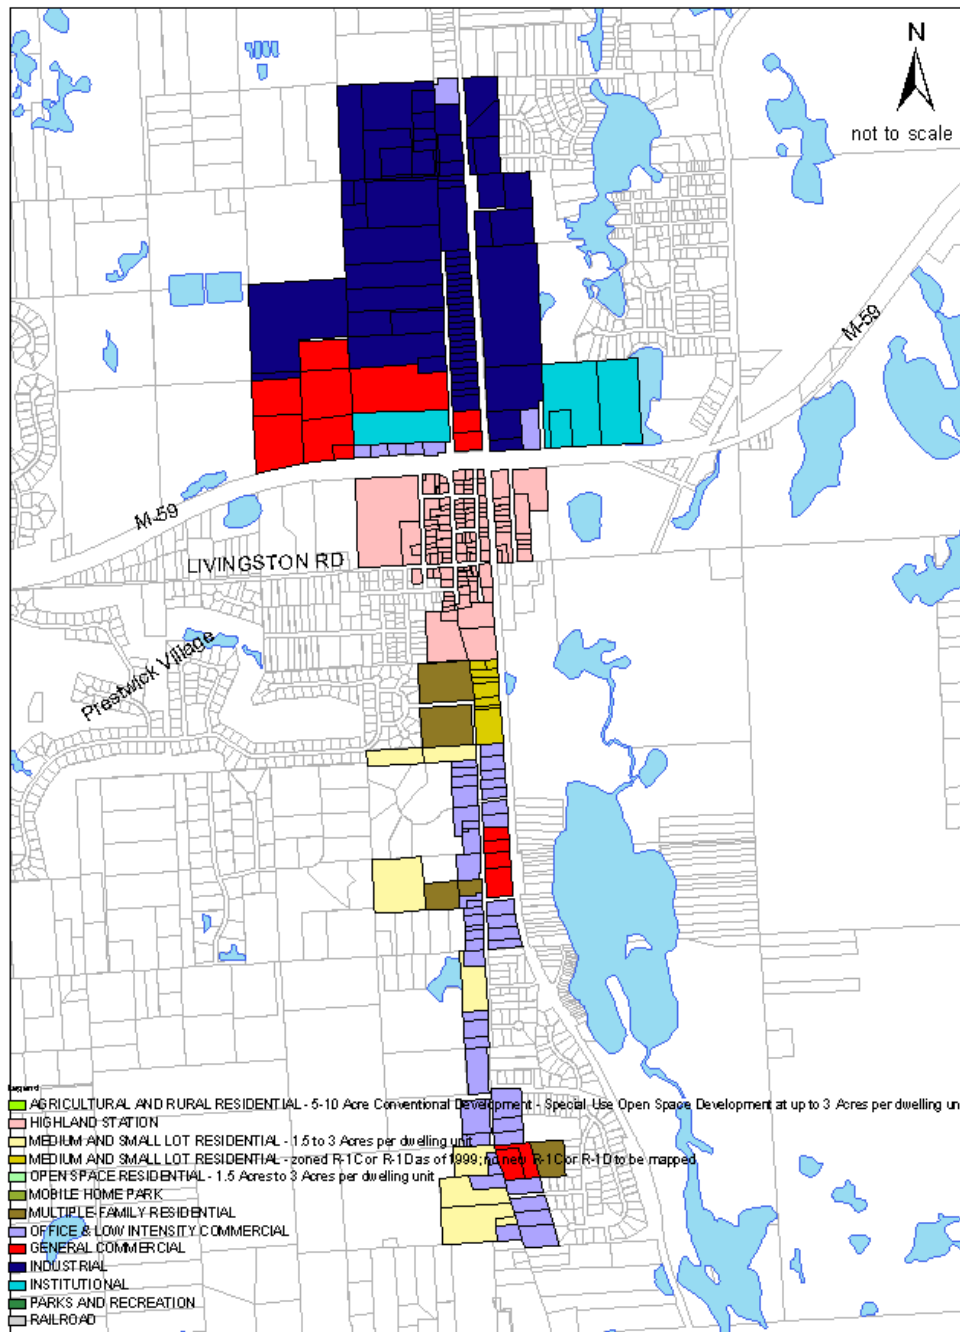 N
not to scale
M-59
M-59
LIVINGSTON RD
Prestwick Village
Legend
AGRICULTURAL AND RURAL RESIDENTIAL - 5-10 Acre Conventional Development - Special Use Open Space Development at up to 3 Acres per dwelling un
HIGHLAND STATION
MEDIUM AND SMALL LOT RESIDENTIAL - 1.5 to 3 Acres per dwelling unit
MEDIUM AND SMALL LOT RESIDENTIAL - zoned R-1C or R-1D as of 1999; no new R-1C or R-1D to be mapped
OPEN SPACE RESIDENTIAL - 1.5 Acres to 3 Acres per dwelling unit
MOBILE HOME PARK
MULTIPLE FAMILY RESIDENTIAL
OFFICE & LOW INTENSITY COMMERCIAL
GENERAL COMMERCIAL
INDUSTRIAL
INSTITUTIONAL
PARKS AND RECREATION
RAILROAD